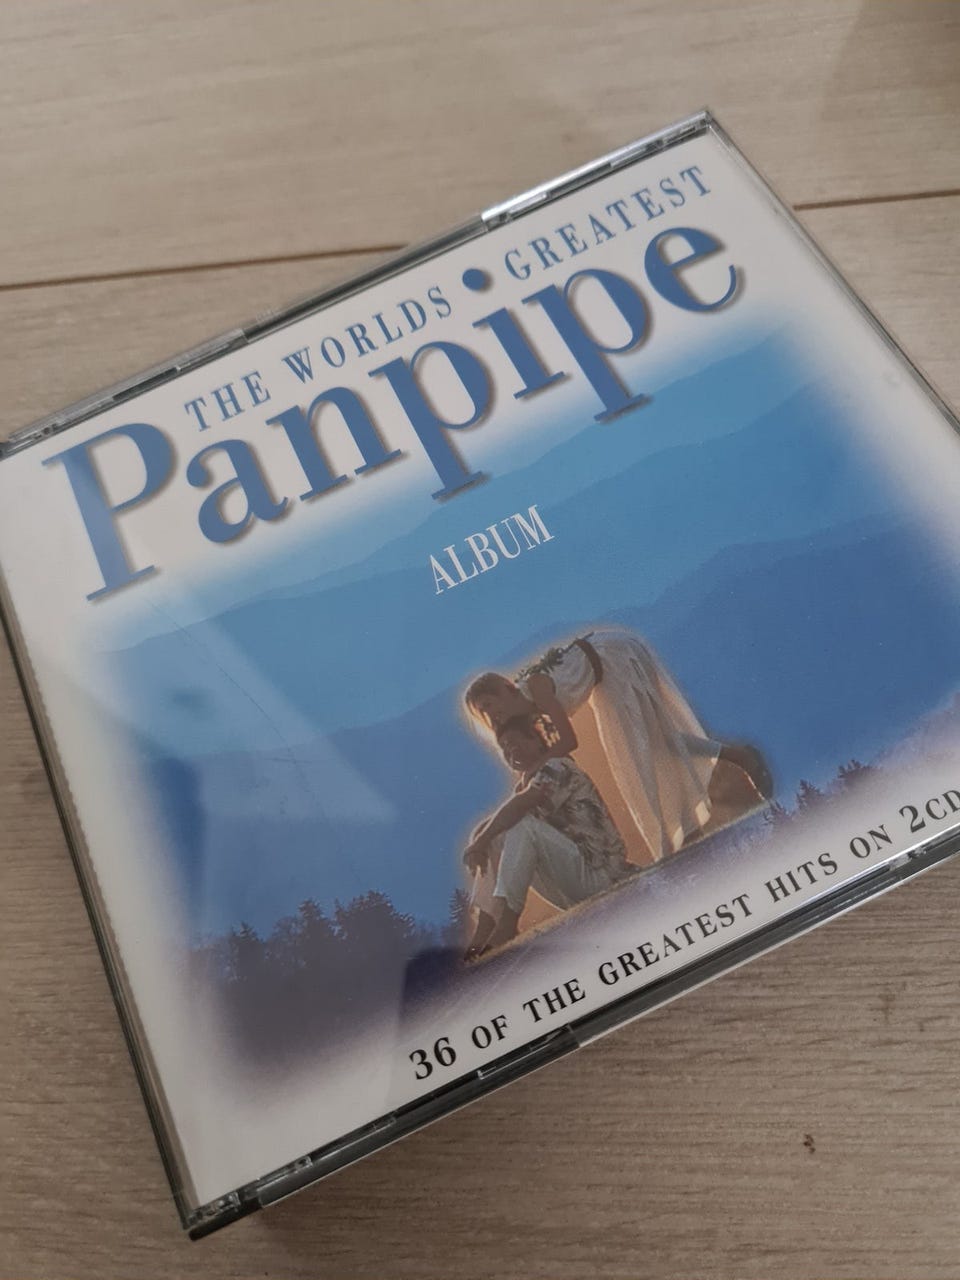 THE WORLDS GREATEST
Panpipe
ALBUM
36 OF THE GREATEST HITS ON 2CD